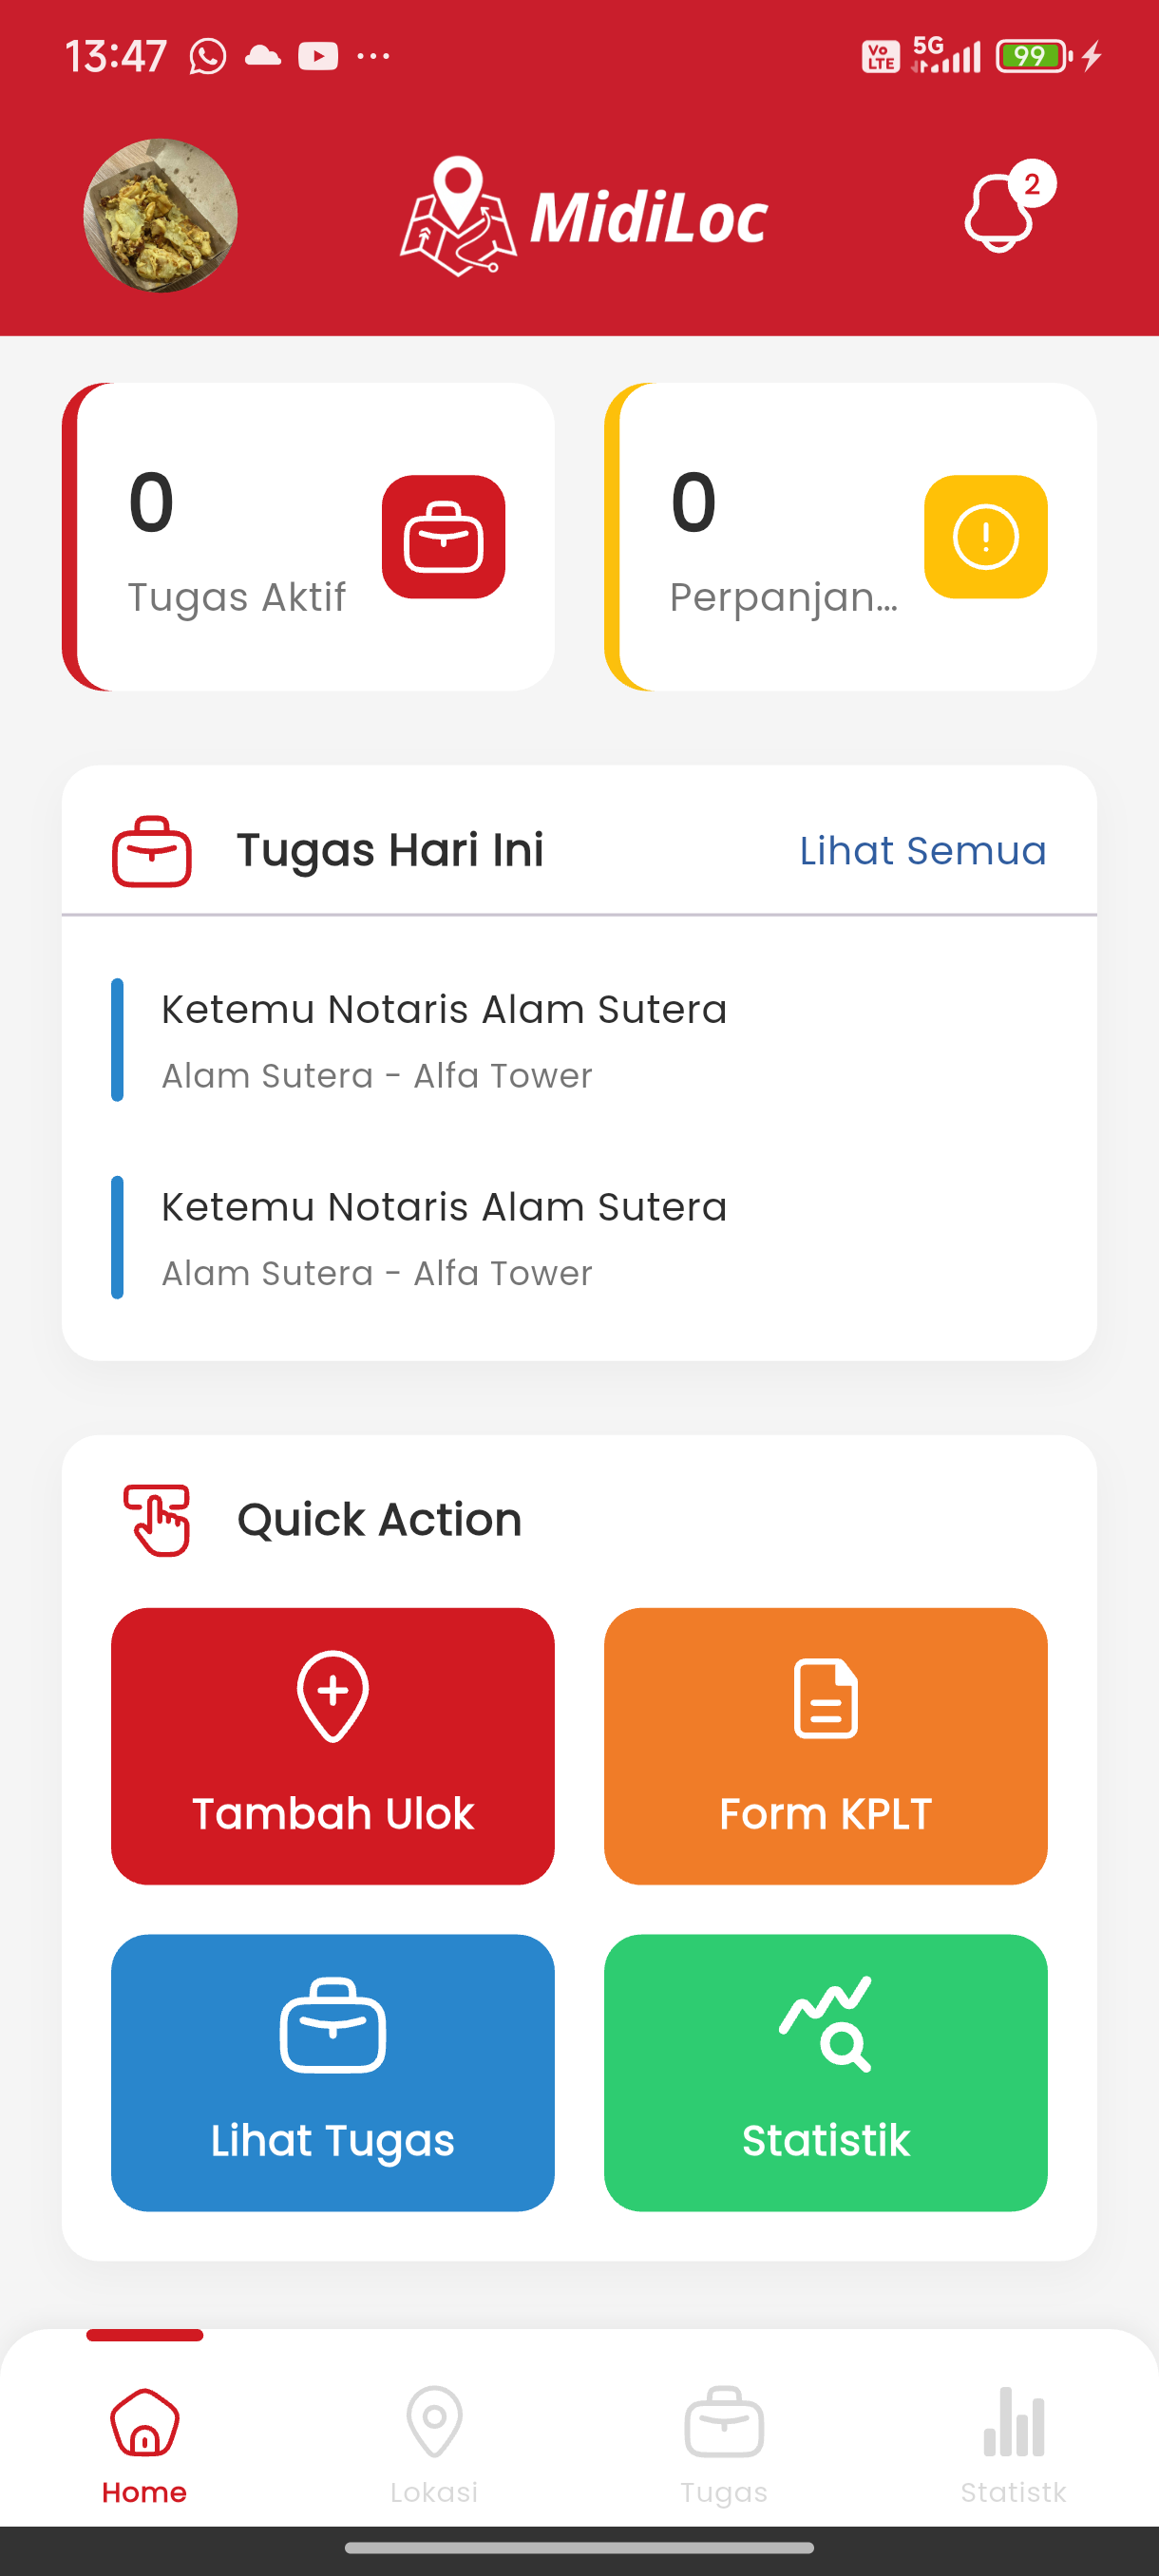 13:47 ··· Vo LTE 5G 99
MidiLoc
2
0
Tugas Aktif
0
Perpanjan...
Tugas Hari Ini
Lihat Semua
Ketemu Notaris Alam Sutera
Alam Sutera - Alfa Tower
Ketemu Notaris Alam Sutera
Alam Sutera - Alfa Tower
Quick Action
Tambah Ulok
Form KPLT
Lihat Tugas
Statistik
Home
Lokasi
Tugas
Statistk